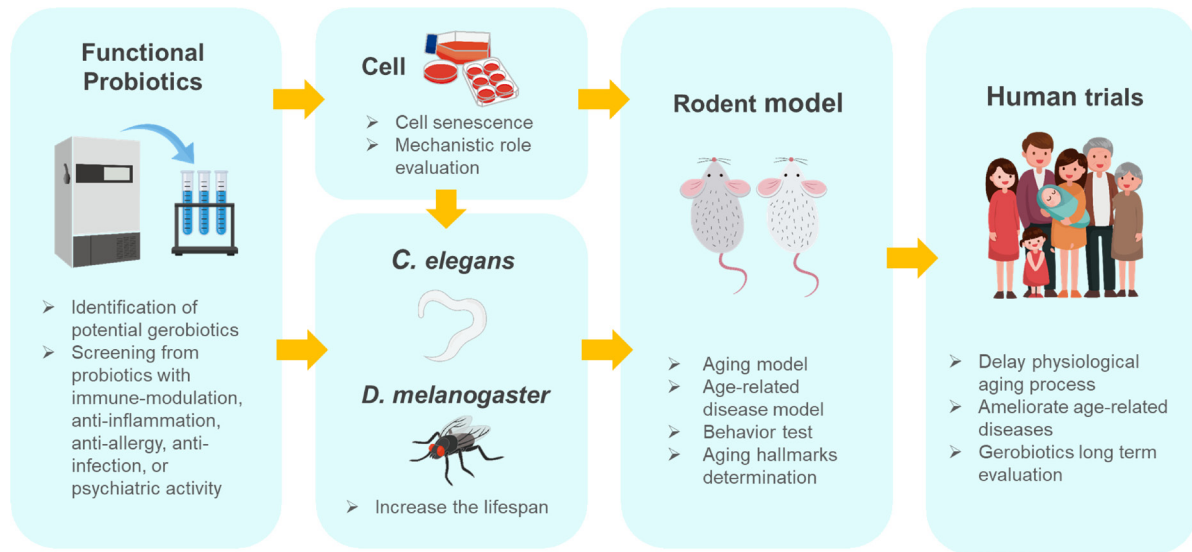 Functional
Probiotics
➢ Identification of
potential gerobiotics
➢ Screening from
probiotics with
immune-modulation,
anti-inflammation,
anti-allergy, anti-
infection, or
psychiatric activity
Cell
➢ Cell senescence
➢ Mechanistic role
evaluation
C. elegans
D. melanogaster
➢ Increase the lifespan
Rodent model
➢ Aging model
➢ Age-related
disease model
➢ Behavior test
➢ Aging hallmarks
determination
Human trials
➢ Delay physiological
aging process
➢ Ameliorate age-related
diseases
➢ Gerobiotics long term
evaluation